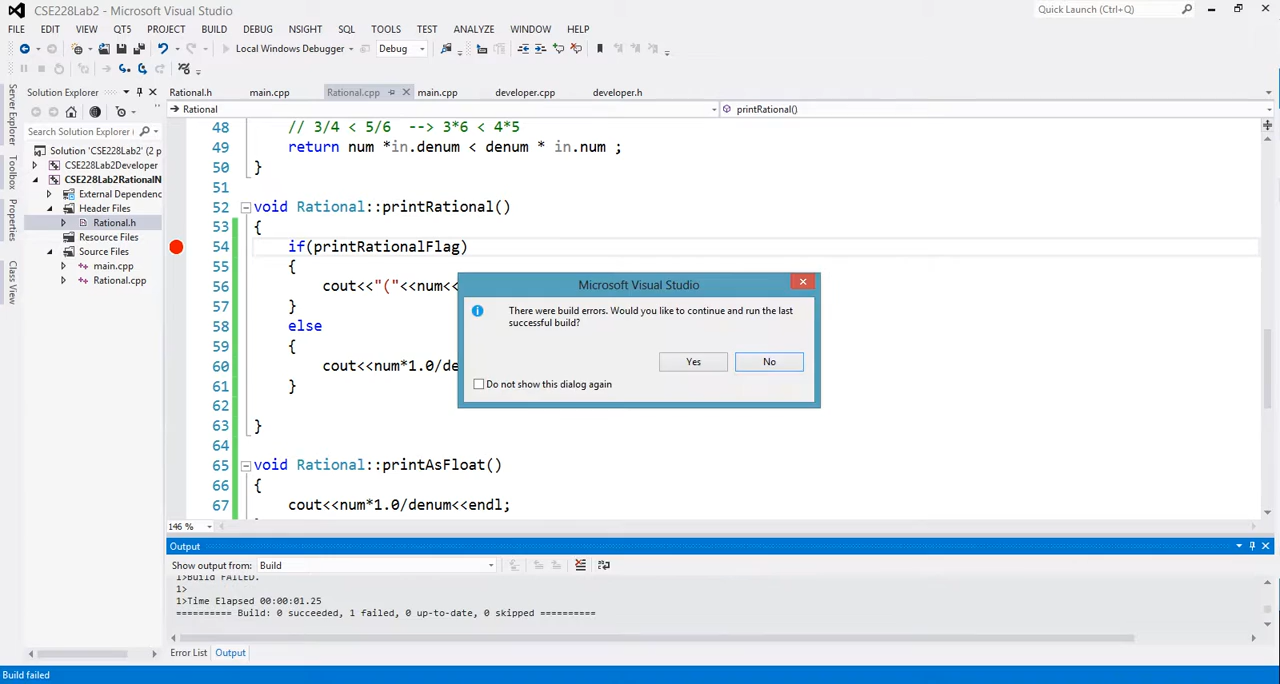 CSE228Lab2 - Microsoft Visual Studio
Quick Launch (Ctrl+Q)
FILE EDIT VIEW QT5 PROJECT BUILD DEBUG NSIGHT SQL TOOLS TEST ANALYZE WINDOW HELP
Local Windows Debugger Debug
Server Explorer
Toolbox
Properties
Class View
Solution Explorer
Search Solution Explorer (
Solution 'CSE228Lab2' (2 p
CSE228Lab2Developer
CSE228Lab2RationalN
External Dependenc
Header Files
Rational.h
Resource Files
Source Files
main.cpp
Rational.cpp
Rational.h main.cpp Rational.cpp main.cpp developer.cpp developer.h
Rational printRational()
48 // 3/4 < 5/6 --> 3*6 < 4*5
49 return num *in.denum < denum * in.num ;
50 }
51
52 void Rational::printRational()
53 {
54 if(printRationalFlag)
55 {
56 cout<<"("<<num<<
57 }
58 else
59 {
60 cout<<num*1.0/de
61 }
62
63 }
64
65 void Rational::printAsFloat()
66 {
67 cout<<num*1.0/denum<<endl;
146 %
Microsoft Visual Studio
There were build errors. Would you like to continue and run the last
successful build?
Yes No
Do not show this dialog again
Output
Show output from: Build
1>Build FAILED.
1>
1>Time Elapsed 00:00:01.25
========== Build: 0 succeeded, 1 failed, 0 up-to-date, 0 skipped ==========
Error List Output
Build failed